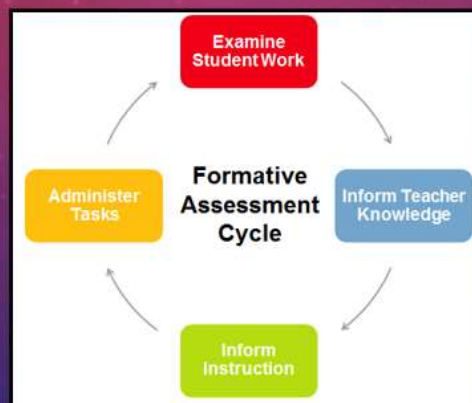 Examine
Student Work
Administer
Tasks
Formative
Assessment
Cycle
Inform Teacher
Knowledge
Inform
Instruction